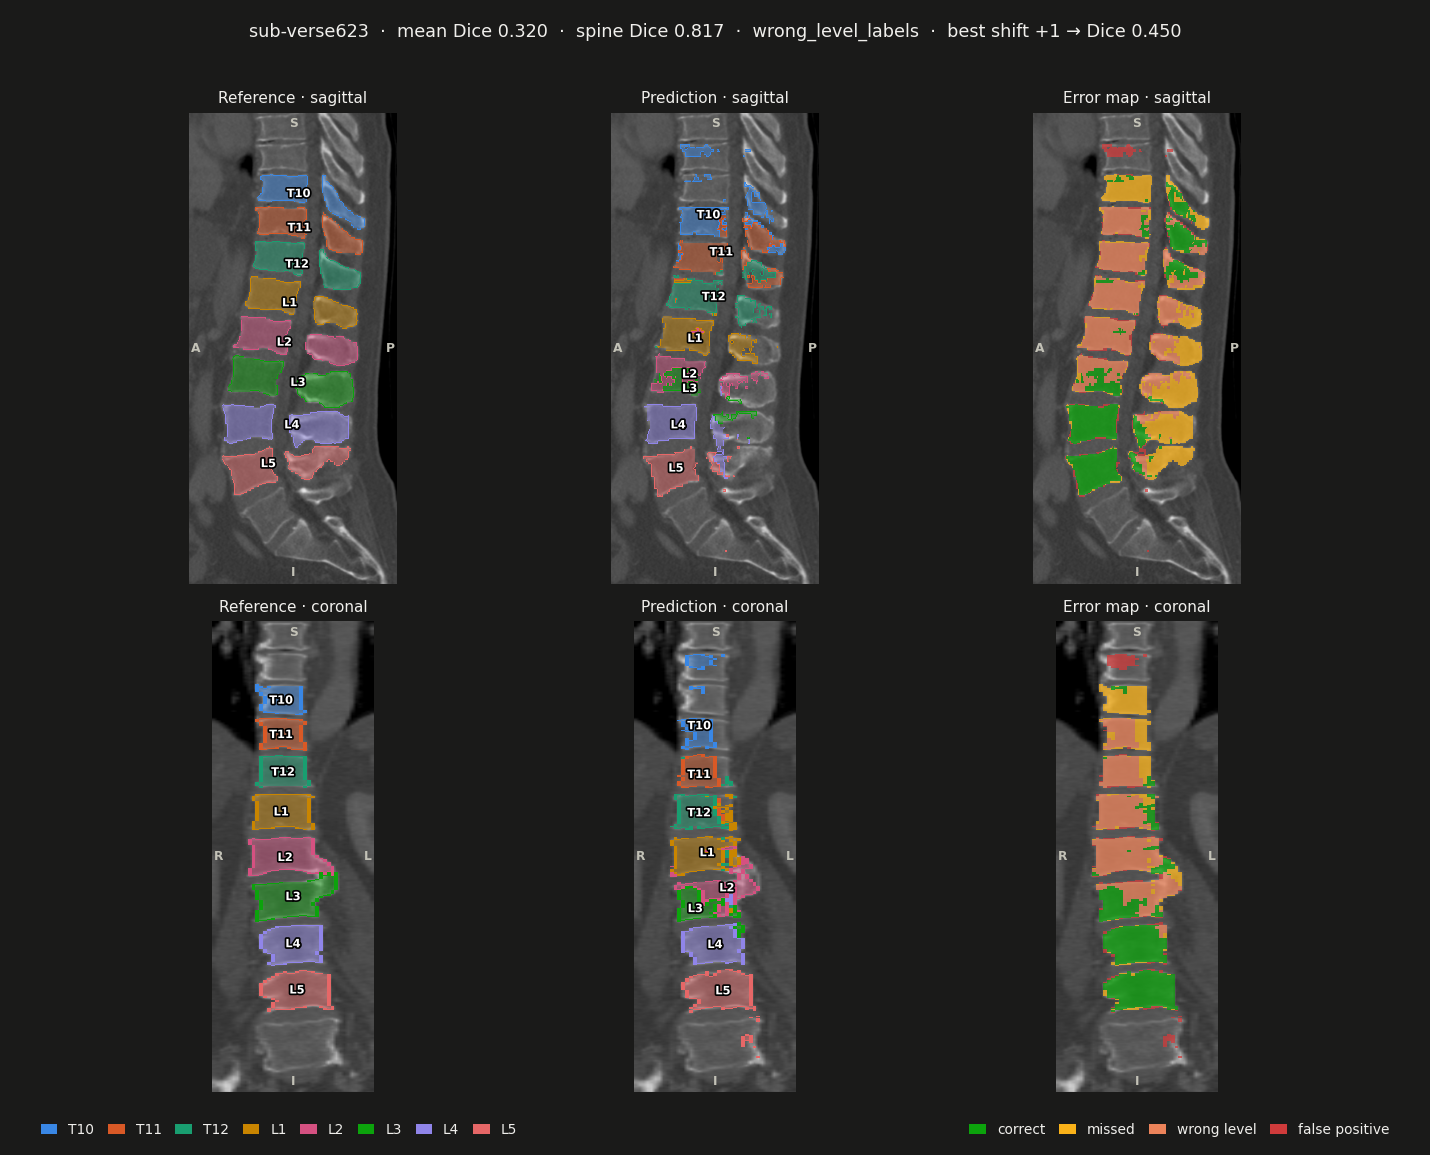 sub-verse623 · mean Dice 0.320 · spine Dice 0.817 · wrong_level_labels · best shift +1 → Dice 0.450
Reference · sagittal
Prediction · sagittal
Error map · sagittal
S
T10
T11
T12
L1
L2
A
P
L3
L4
L5
I
S
T10
T11
T12
L1
A
P
L2
L3
L4
L5
I
S
A
P
I
Reference · coronal
Prediction · coronal
Error map · coronal
S
T10
T11
T12
L1
R
L2
L
L3
L4
L5
I
S
T10
T11
T12
L1
R
L
L2
L3
L4
L5
I
S
R
L
I
T10 T11 T12 L1 L2 L3 L4 L5
correct missed wrong level false positive